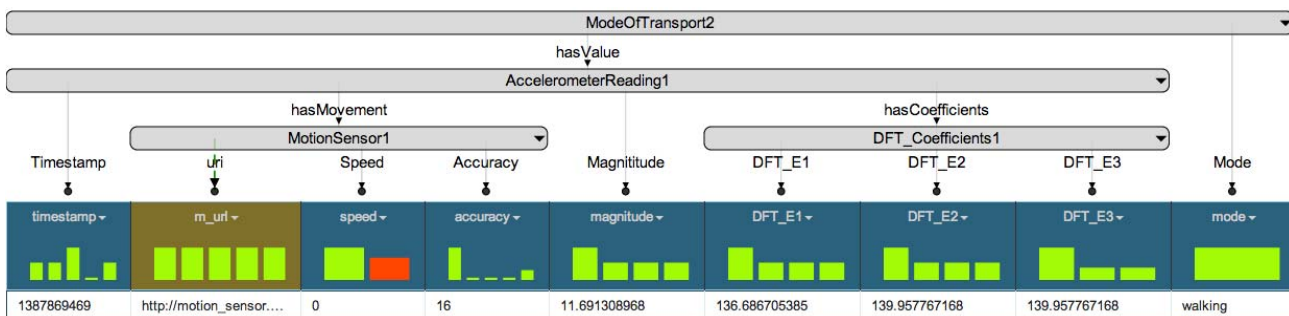 ModeOfTransport2
hasValue
AccelerometerReading1
hasMovement hasCoefficients
MotionSensor1 DFT_Coefficients1
Timestamp uri Speed Accuracy Magnititude DFT_E1 DFT_E2 DFT_E3 Mode
timestamp m_url speed accuracy magnitude DFT_E1 DFT_E2 DFT_E3 mode
1387869469 http://motion_sensor.... 0 16 11.691308968 136.686705385 139.957767168 139.957767168 walking